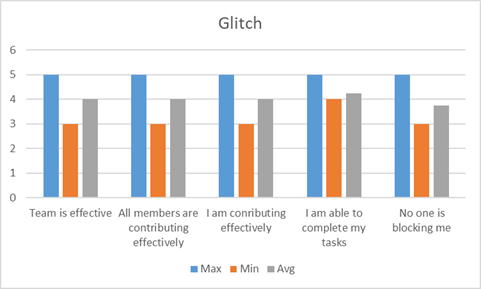 Glitch
6
5
4
3
2
1
0
Team is effective
All members are
contributing
effectively
I am conributing
effectively
I am able to
complete my
tasks
No one is
blocking me
Max Min Avg